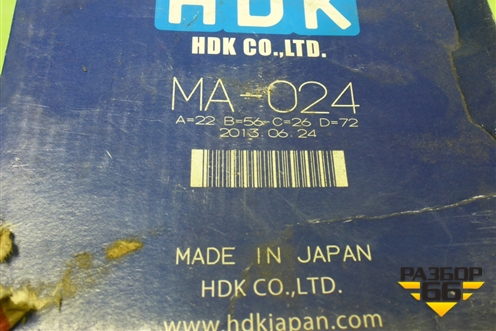 HDK
HDK CO.,LTD.
MA-024
A=22 B=56 C=26 D=72
2013.06.24
MADE IN JAPAN
HDK CO.,LTD.
www.hdkjapan.com
РАЗБОР
66